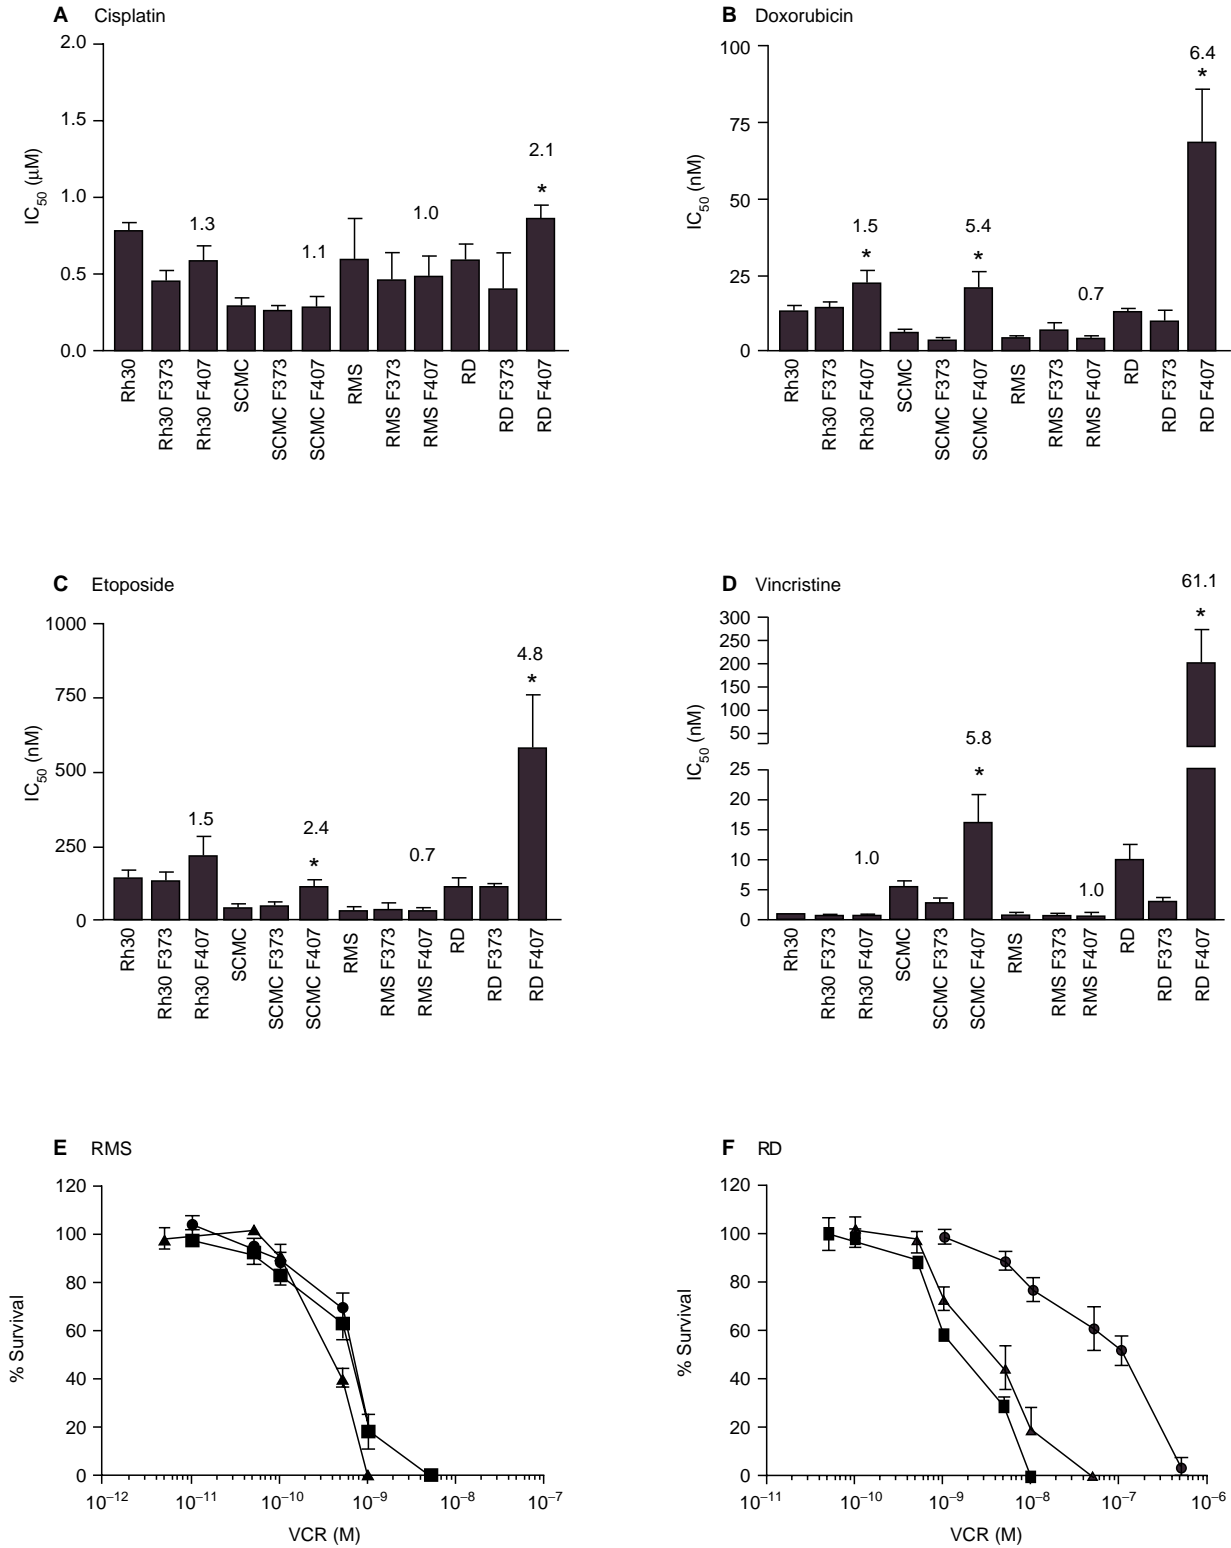 A Cisplatin
2.0
1.5
1.0
0.5
0.0
IC50 (μM)
1.3
1.1
1.0
2.1
*
Rh30
Rh30 F373
Rh30 F407
SCMC
SCMC F373
SCMC F407
RMS
RMS F373
RMS F407
RD
RD F373
RD F407
B Doxorubicin
100
75
50
25
0
IC50 (nM)
1.5
*
5.4
*
0.7
6.4
*
Rh30
Rh30 F373
Rh30 F407
SCMC
SCMC F373
SCMC F407
RMS
RMS F373
RMS F407
RD
RD F373
RD F407
C Etoposide
1000
750
500
250
0
IC50 (nM)
1.5
2.4
*
0.7
4.8
*
Rh30
Rh30 F373
Rh30 F407
SCMC
SCMC F373
SCMC F407
RMS
RMS F373
RMS F407
RD
RD F373
RD F407
D Vincristine
300
250
200
150
100
50
25
20
15
10
5
0
IC50 (nM)
1.0
5.8
*
1.0
61.1
*
Rh30
Rh30 F373
Rh30 F407
SCMC
SCMC F373
SCMC F407
RMS
RMS F373
RMS F407
RD
RD F373
RD F407
E RMS
120
100
80
60
40
20
0
% Survival
10−12 10−11 10−10 10−9 10−8 10−7
VCR (M)
F RD
120
100
80
60
40
20
0
% Survival
10−11 10−10 10−9 10−8 10−7 10−6
VCR (M)